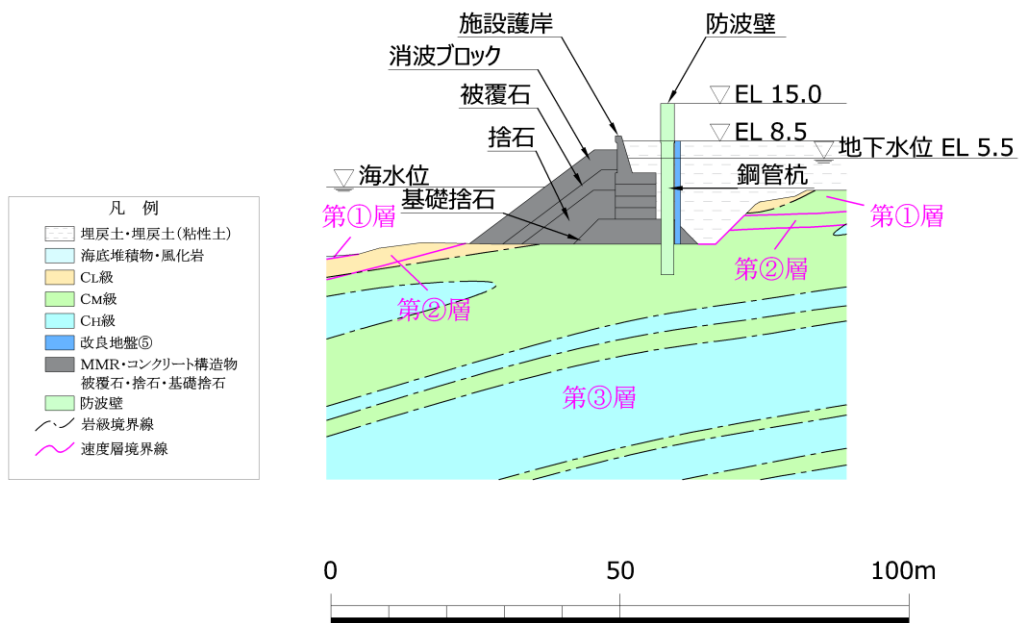 施設護岸
防波壁
消波ブロック
被覆石
EL 15.0
捨石
EL 8.5
地下水位 EL 5.5
海水位
鋼管杭
基礎捨石
第①層
第①層
第②層
第②層
第③層
凡 例
埋戻土・埋戻土(粘性土)
海底堆積物・風化岩
CL級
CM級
CH級
改良地盤⑤
MMR・コンクリート構造物
被覆石・捨石・基礎捨石
防波壁
岩級境界線
速度層境界線
0 50 100m